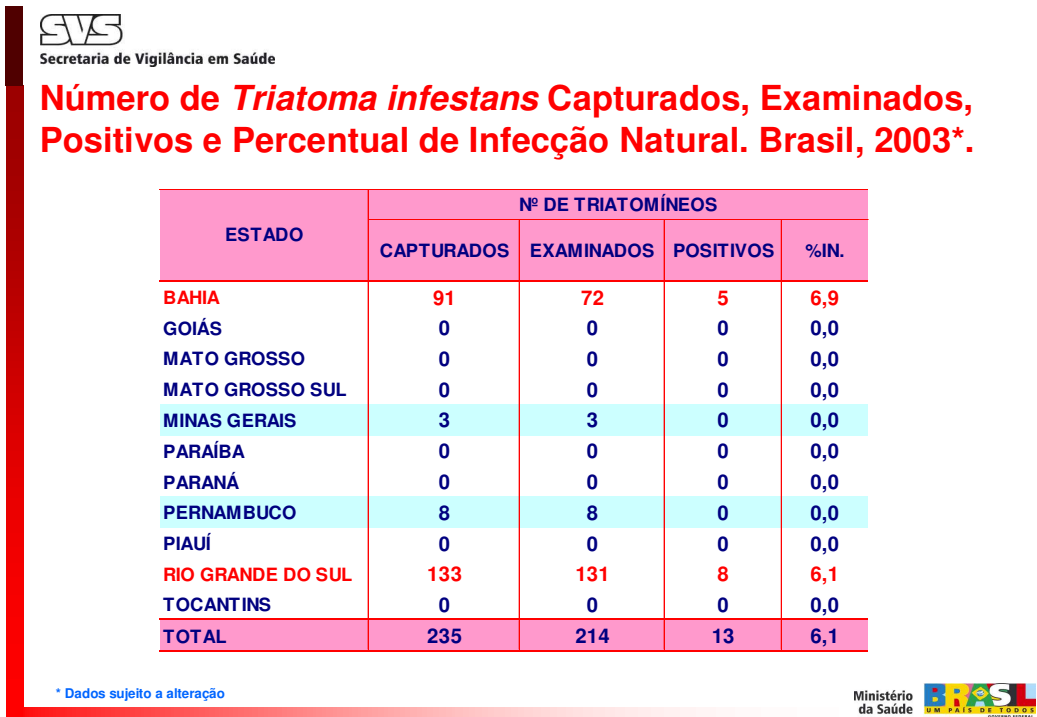 SVS
Secretaria de Vigilância em Saúde
Número de Triatoma infestans Capturados, Examinados,
Positivos e Percentual de Infecção Natural. Brasil, 2003*.
ESTADO
Nº DE TRIATOMÍNEOS
CAPTURADOS EXAMINADOS POSITIVOS %IN.
BAHIA 91 72 5 6,9
GOIÁS 0 0 0 0,0
MATO GROSSO 0 0 0 0,0
MATO GROSSO SUL 0 0 0 0,0
MINAS GERAIS 3 3 0 0,0
PARAÍBA 0 0 0 0,0
PARANÁ 0 0 0 0,0
PERNAMBUCO 8 8 0 0,0
PIAUÍ 0 0 0 0,0
RIO GRANDE DO SUL 133 131 8 6,1
TOCANTINS 0 0 0 0,0
TOTAL 235 214 13 6,1
* Dados sujeito a alteração
Ministério
da Saúde
BRASIL
UM PAÍS DE TODOS
GOVERNO FEDERAL